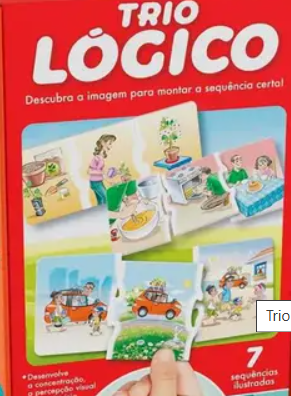 TRIO
LÓGICO
Descubra a imagem para montar a sequência certa!
Trio
• Desenvolve
a concentração,
a percepção visual
7
sequências
ilustradas